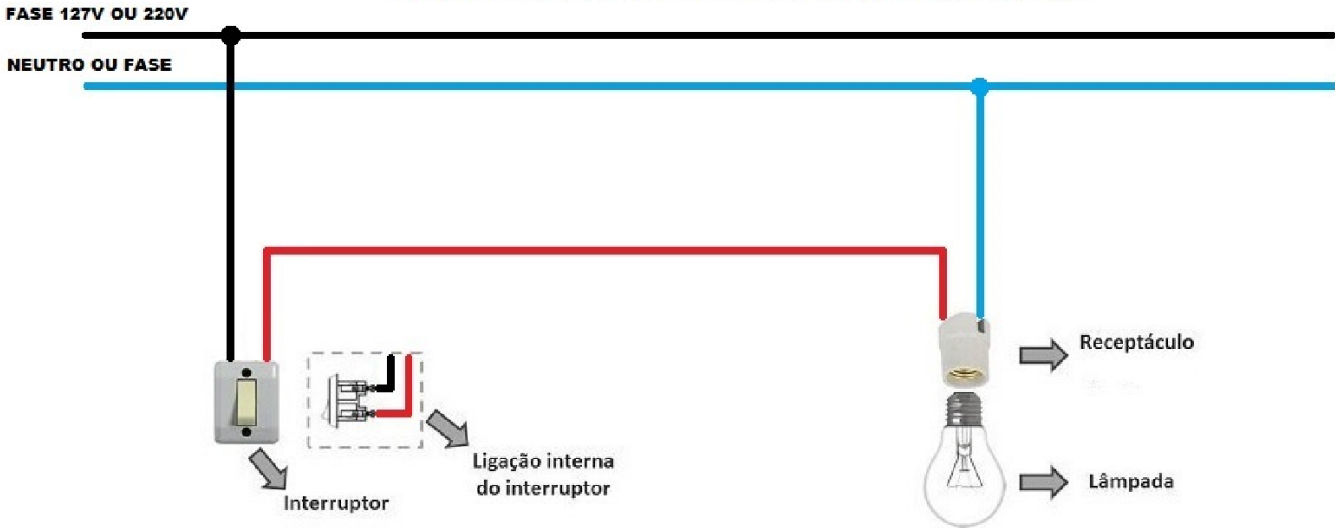 FASE 127V OU 220V
NEUTRO OU FASE
Receptáculo
Ligação interna
do interruptor
Interruptor
Lâmpada